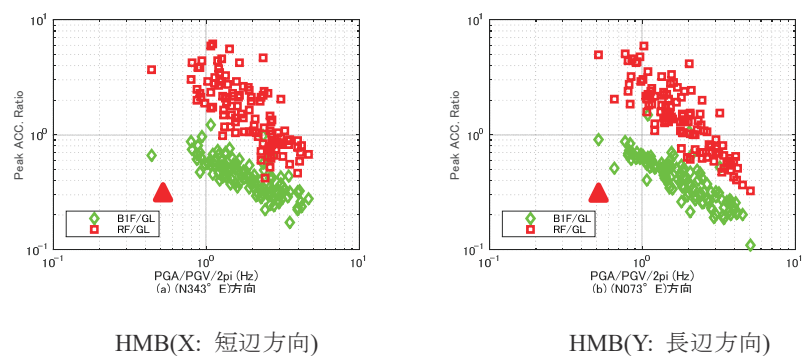 10¹
10⁰
10⁻¹
Peak ACC. Ratio
B1F/GL
RF/GL
10⁻¹ 10⁰ 10¹
PGA/PGV/2pi(Hz)
(a)(N343°E)方向
HMB(X: 短辺方向)
10¹
10⁰
10⁻¹
Peak ACC. Ratio
B1F/GL
RF/GL
10⁻¹ 10⁰ 10¹
PGA/PGV/2pi(Hz)
(b)(N073°E)方向
HMB(Y: 長辺方向)